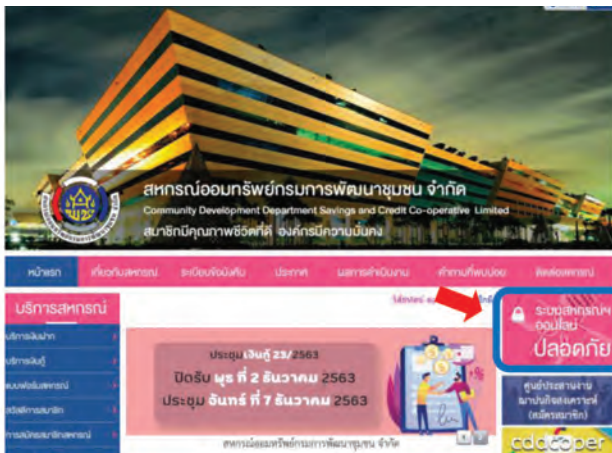 สหกรณ์ออมทรัพย์กรมการพัฒนาชุมชน จำกัด
Community Development Department Savings and Credit Co-operative Limited
สมาชิกมีคุณภาพชีวิตที่ดี องค์กรมีความมั่นคง
หน้าแรก เกี่ยวกับสหกรณ์ ระเบียบข้อบังคับ ประกาศ ผลการดำเนินงาน คำถามที่พบบ่อย ติดต่อสหกรณ์
บริการสหกรณ์
บริการเงินฝาก
บริการเงินกู้
แบบฟอร์มสหกรณ์
สวัสดิการสมาชิก
การสมัครสมาชิกสหกรณ์
ประชุมเงินกู้ 23/2563
ปิดรับ พุธ ที่ 2 ธันวาคม 2563
ประชุม จันทร์ ที่ 7 ธันวาคม 2563
สหกรณ์ออมทรัพย์กรมการพัฒนาชุมชน จำกัด
1 2
ระบบสหกรณ์ฯ
ออนไลน์
ปลอดภัย
ศูนย์ประสานงาน
ฌาปนกิจสงเคราะห์
(สมัครสมาชิก)
cddcoper